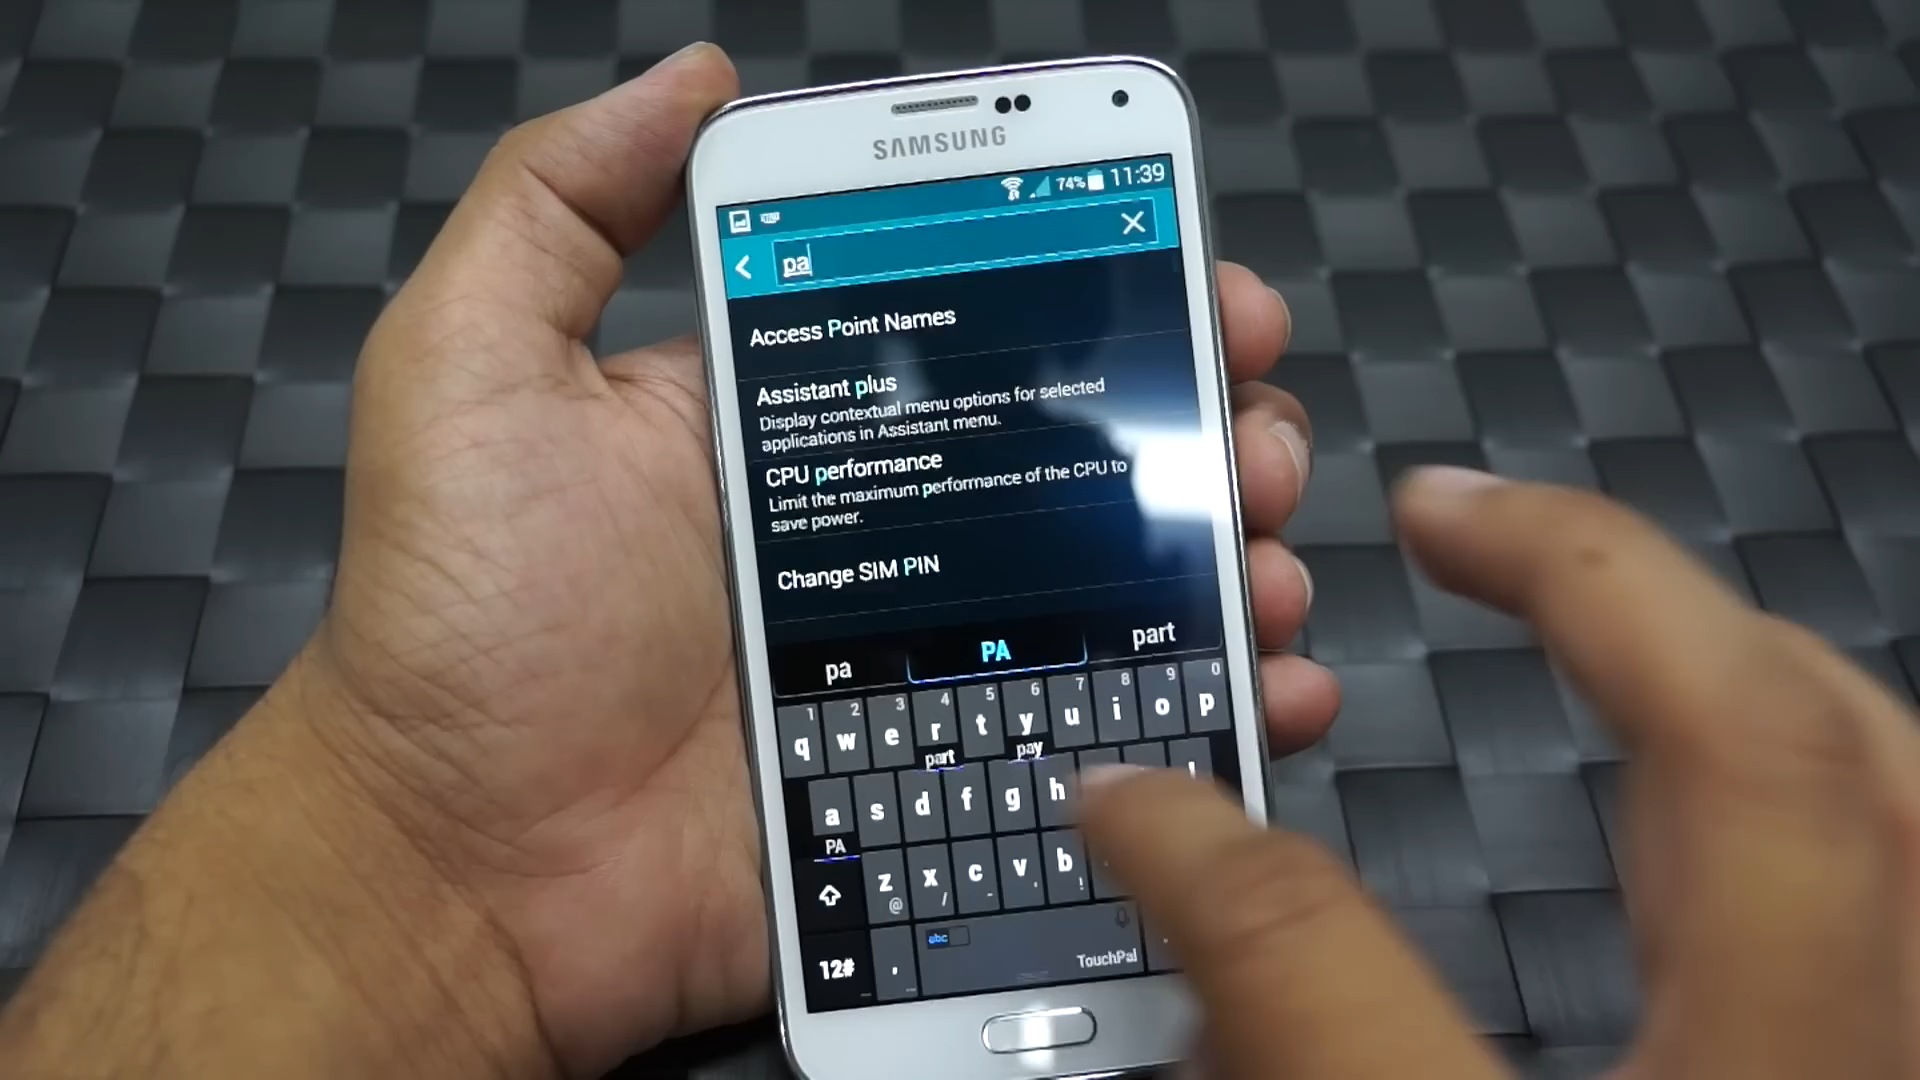 SAMSUNG
74% 11:39
pa
Access Point Names
Assistant plus
Display contextual menu options for selected
applications in Assistant menu.
CPU performance
Limit the maximum performance of the CPU to
save power.
Change SIM PIN
pa PA part
1 2 3 4 5 6 7 8 9 0
q w e r t y u i o p
part pay
a s d f g h
PA
z x c v b
@ / - , !
abc
12# , TouchPal